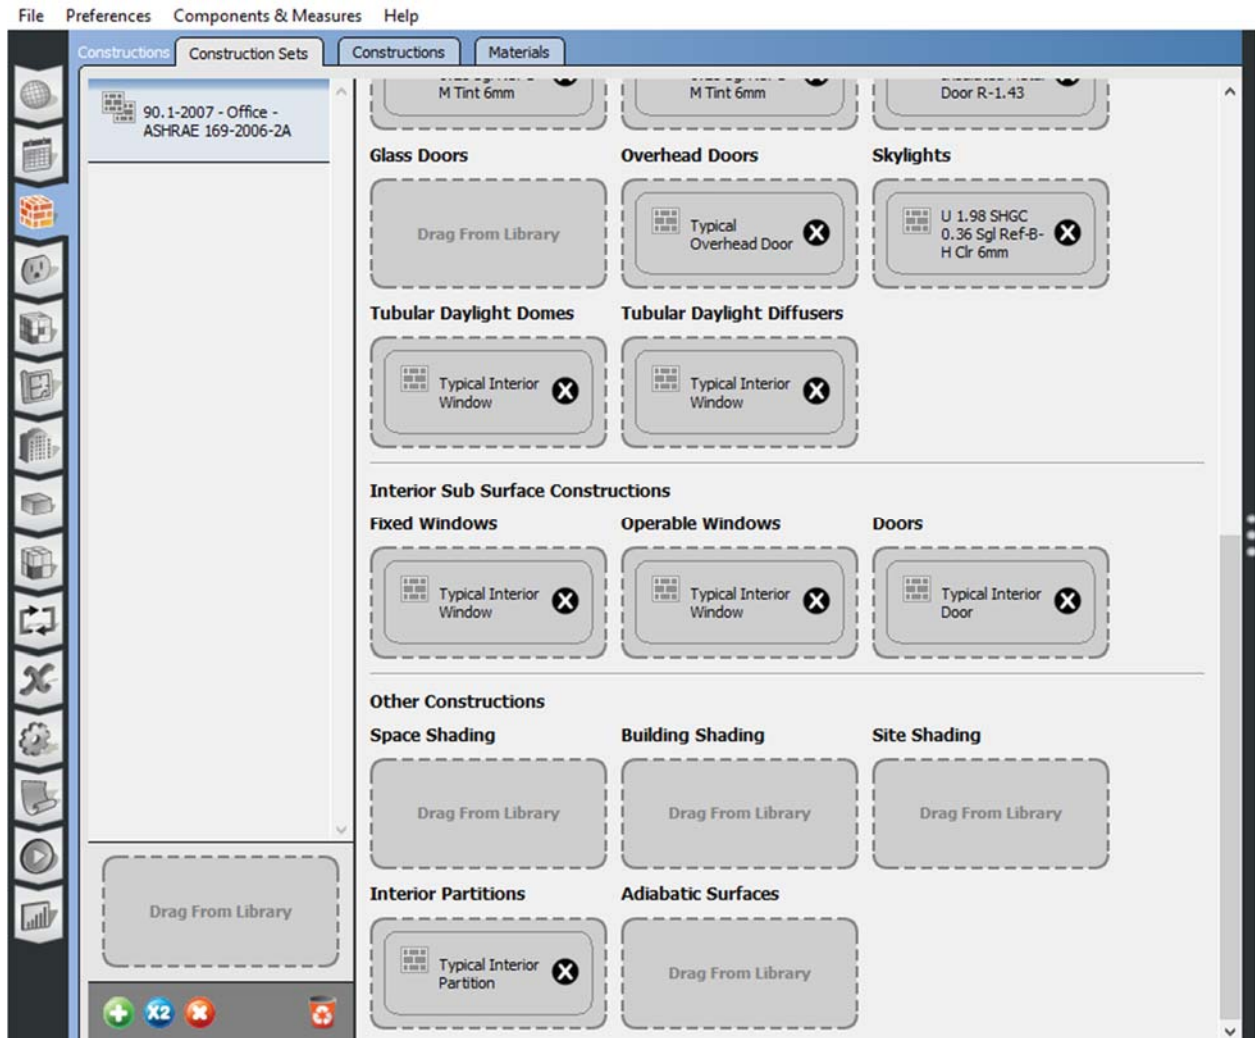 File Preferences Components & Measures Help
Constructions Construction Sets Constructions Materials
90.1-2007 - Office -
ASHRAE 169-2006-2A
M Tint 6mm
M Tint 6mm
Door R-1.43
Glass Doors Overhead Doors Skylights
Drag From Library
Typical
Overhead Door
U 1.98 SHGC
0.36 Sgl Ref-B-
H Clr 6mm
Tubular Daylight Domes Tubular Daylight Diffusers
Typical Interior
Window
Typical Interior
Window
Interior Sub Surface Constructions
Fixed Windows Operable Windows Doors
Typical Interior
Window
Typical Interior
Window
Typical Interior
Door
Other Constructions
Space Shading Building Shading Site Shading
Drag From Library Drag From Library Drag From Library
Interior Partitions Adiabatic Surfaces
Typical Interior
Partition
Drag From Library
Drag From Library
X2